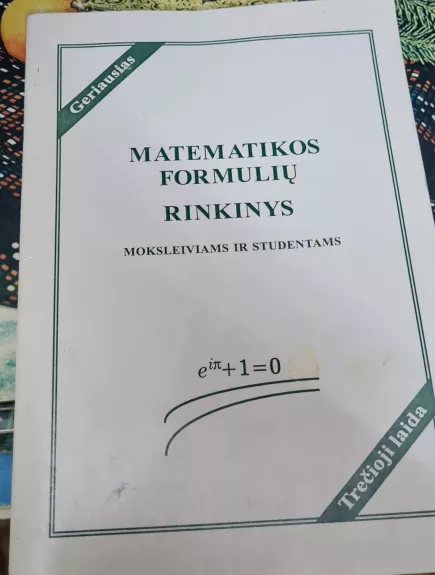 Geriausias
MATEMATIKOS
FORMULIŲ
RINKINYS
MOKSLEIVIAMS IR STUDENTAMS
e^{iπ}+1=0
Trečioji laida